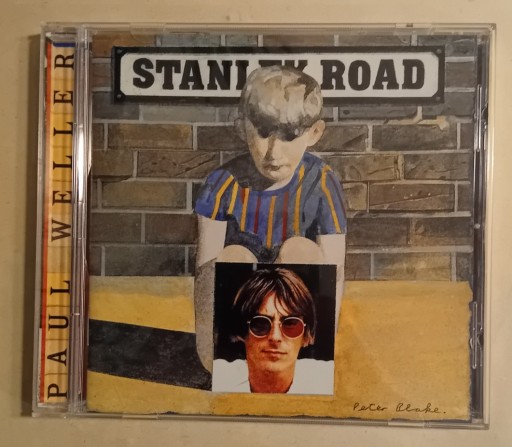 PAUL WELLER
STANLEY ROAD
Peter Blake.